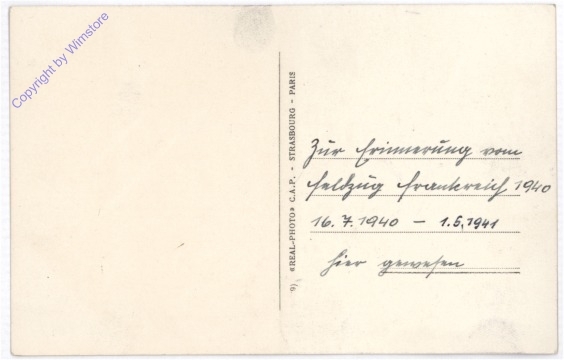 Copyright by Wimstore
9) «REAL-PHOTO» C.A.P. - STRASBOURG - PARIS
Zur Erinnerung vom
Feldzug Frankreich 1940
16.7.1940 – 1.5.1941
hier gewesen